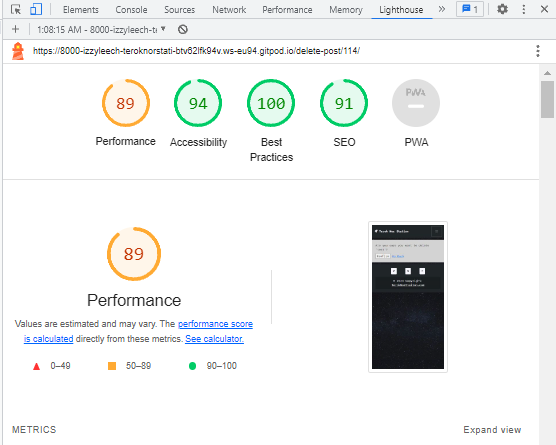 Elements Console Sources Network Performance Memory Lighthouse » 1
+ 1:08:15 AM - 8000-izzyleech-te
https://8000-izzyleech-teroknorstati-btv62lfk94v.ws-eu94.gitpod.io/delete-post/114/
89 94 100 91 PWA
Performance Accessibility Best Practices SEO PWA
89
Performance
Values are estimated and may vary. The performance score
is calculated directly from these metrics. See calculator.
0–49 50–89 90–100
METRICS Expand view